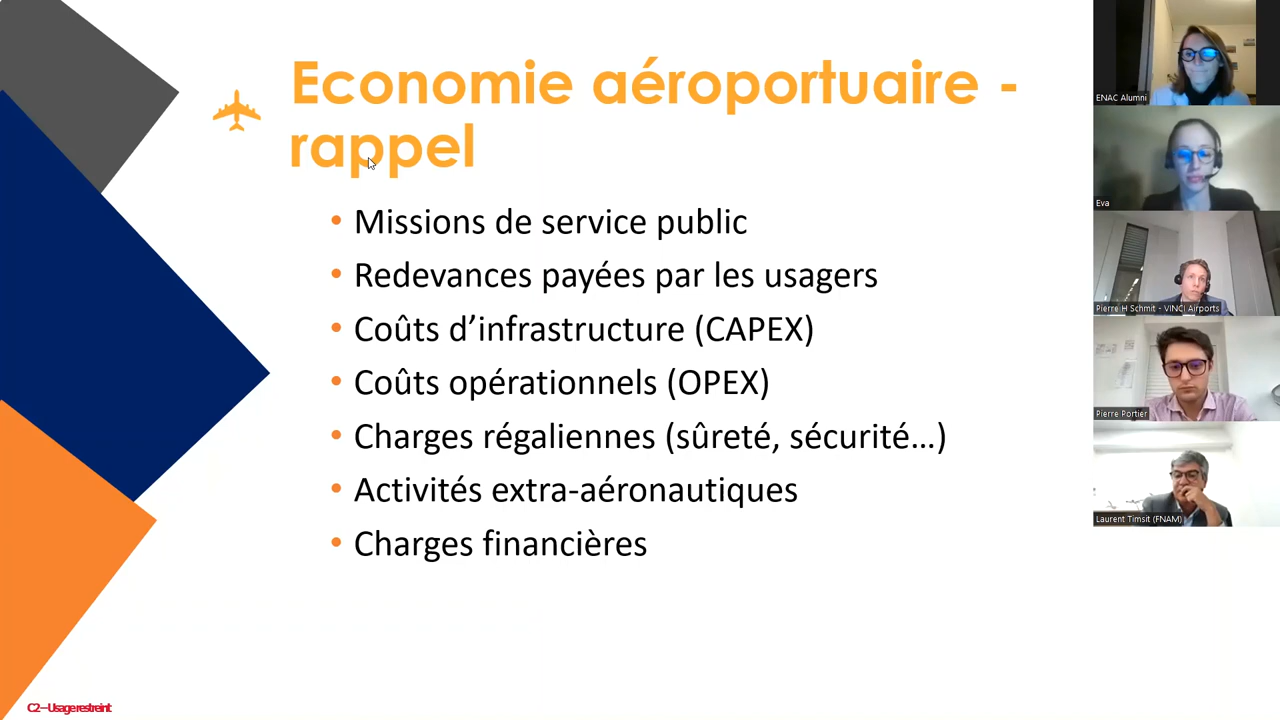 Economie aéroportuaire -
rappel
• Missions de service public
• Redevances payées par les usagers
• Coûts d’infrastructure (CAPEX)
• Coûts opérationnels (OPEX)
• Charges régaliennes (sûreté, sécurité…)
• Activités extra-aéronautiques
• Charges financières
C2 – Usage restreint
ENAC Alumni
Eva
Pierre H Schmit - VINCI Airports
Pierre Portier
Laurent Timsit (FNAM)